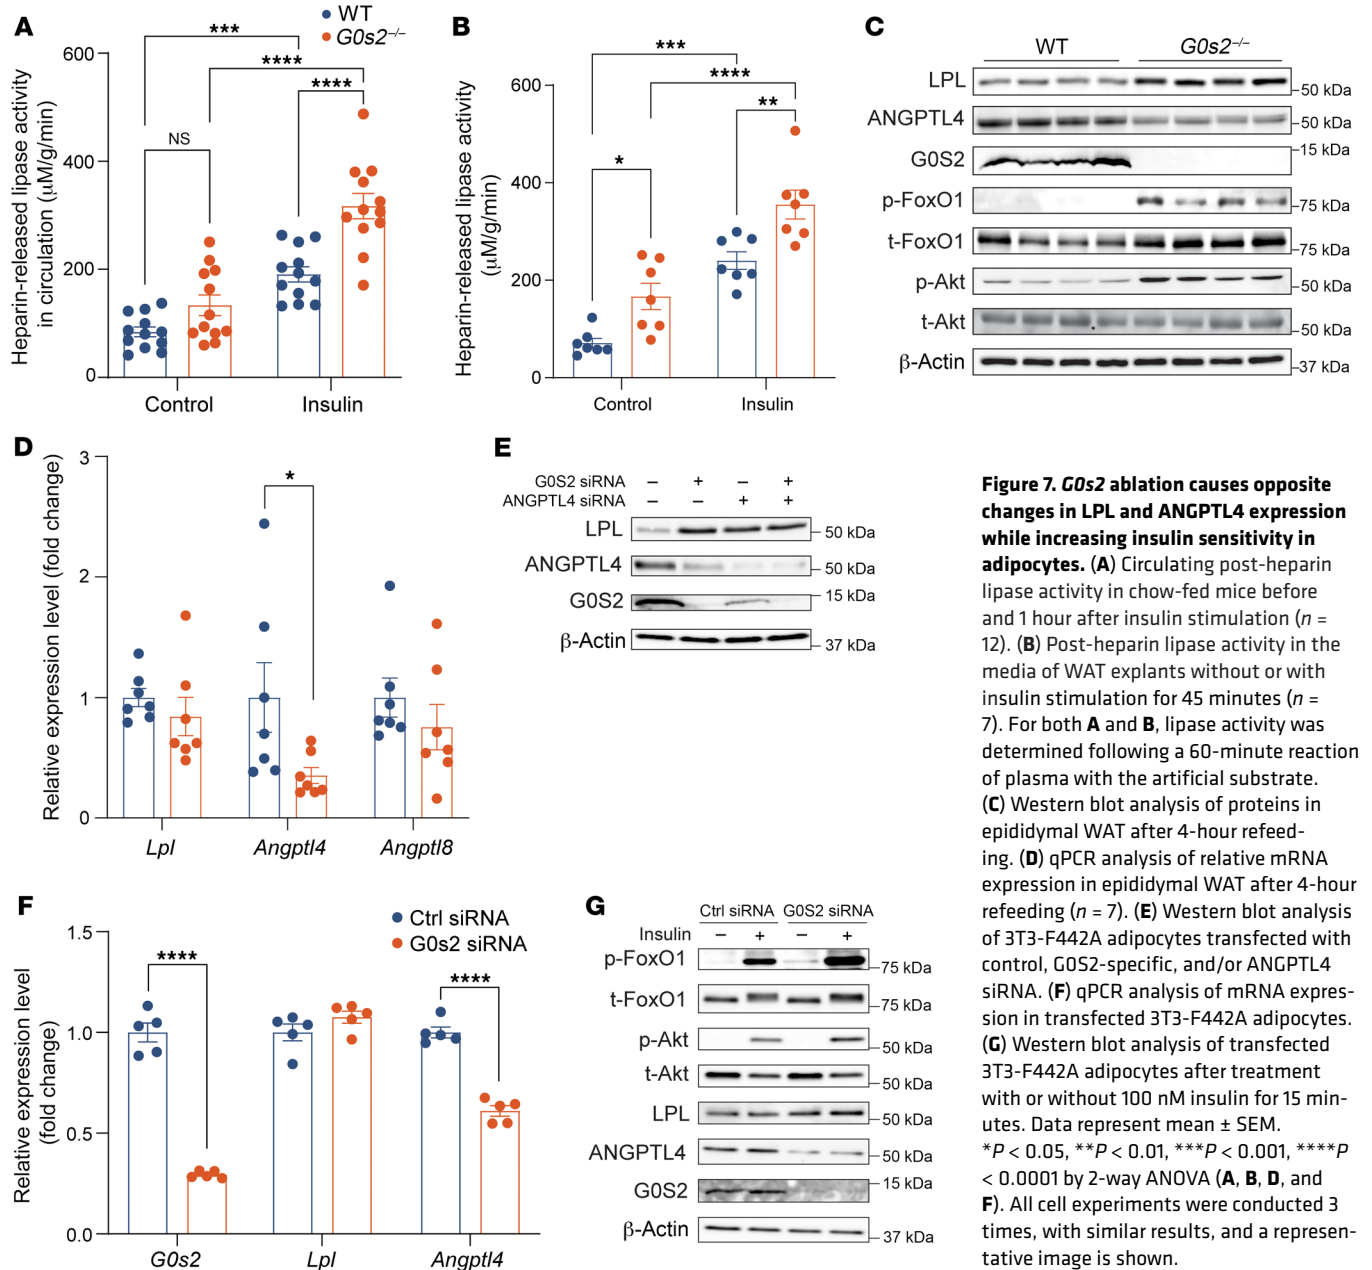 A
WT
G0s2–/–
Heparin-released lipase activity
in circulation (μM/g/min)
600
400
200
0
***
****
****
NS
Control
Insulin
B
Heparin-released lipase activity
(μM/g/min)
600
400
200
0
***
****
**
*
Control
Insulin
C
WT
G0s2–/–
LPL
50 kDa
ANGPTL4
50 kDa
G0S2
15 kDa
p-FoxO1
75 kDa
t-FoxO1
75 kDa
p-Akt
50 kDa
t-Akt
50 kDa
β-Actin
37 kDa
D
Relative expression level (fold change)
3
2
1
0
*
Lpl
Angptl4
Angptl8
E
G0S2 siRNA – + – +
ANGPTL4 siRNA – – + +
LPL
50 kDa
ANGPTL4
50 kDa
G0S2
15 kDa
β-Actin
37 kDa
F
Ctrl siRNA
G0s2 siRNA
Relative expression level
(fold change)
1.5
1.0
0.5
0.0
****
****
G0s2
Lpl
Angptl4
G
Ctrl siRNA G0S2 siRNA
Insulin – + – +
p-FoxO1
75 kDa
t-FoxO1
75 kDa
p-Akt
50 kDa
t-Akt
50 kDa
LPL
50 kDa
ANGPTL4
50 kDa
G0S2
15 kDa
β-Actin
37 kDa
Figure 7. G0s2 ablation causes opposite
changes in LPL and ANGPTL4 expression
while increasing insulin sensitivity in
adipocytes. (A) Circulating post-heparin
lipase activity in chow-fed mice before
and 1 hour after insulin stimulation (n =
12). (B) Post-heparin lipase activity in the
media of WAT explants without or with
insulin stimulation for 45 minutes (n =
7). For both A and B, lipase activity was
determined following a 60-minute reaction
of plasma with the artificial substrate.
(C) Western blot analysis of proteins in
epididymal WAT after 4-hour refeed-
ing. (D) qPCR analysis of relative mRNA
expression in epididymal WAT after 4-hour
refeeding (n = 7). (E) Western blot analysis
of 3T3-F442A adipocytes transfected with
control, G0S2-specific, and/or ANGPTL4
siRNA. (F) qPCR analysis of mRNA expres-
sion in transfected 3T3-F442A adipocytes.
(G) Western blot analysis of transfected
3T3-F442A adipocytes after treatment
with or without 100 nM insulin for 15 min-
utes. Data represent mean ± SEM.
*P < 0.05, **P < 0.01, ***P < 0.001, ****P
< 0.0001 by 2-way ANOVA (A, B, D, and
F). All cell experiments were conducted 3
times, with similar results, and a represen-
tative image is shown.